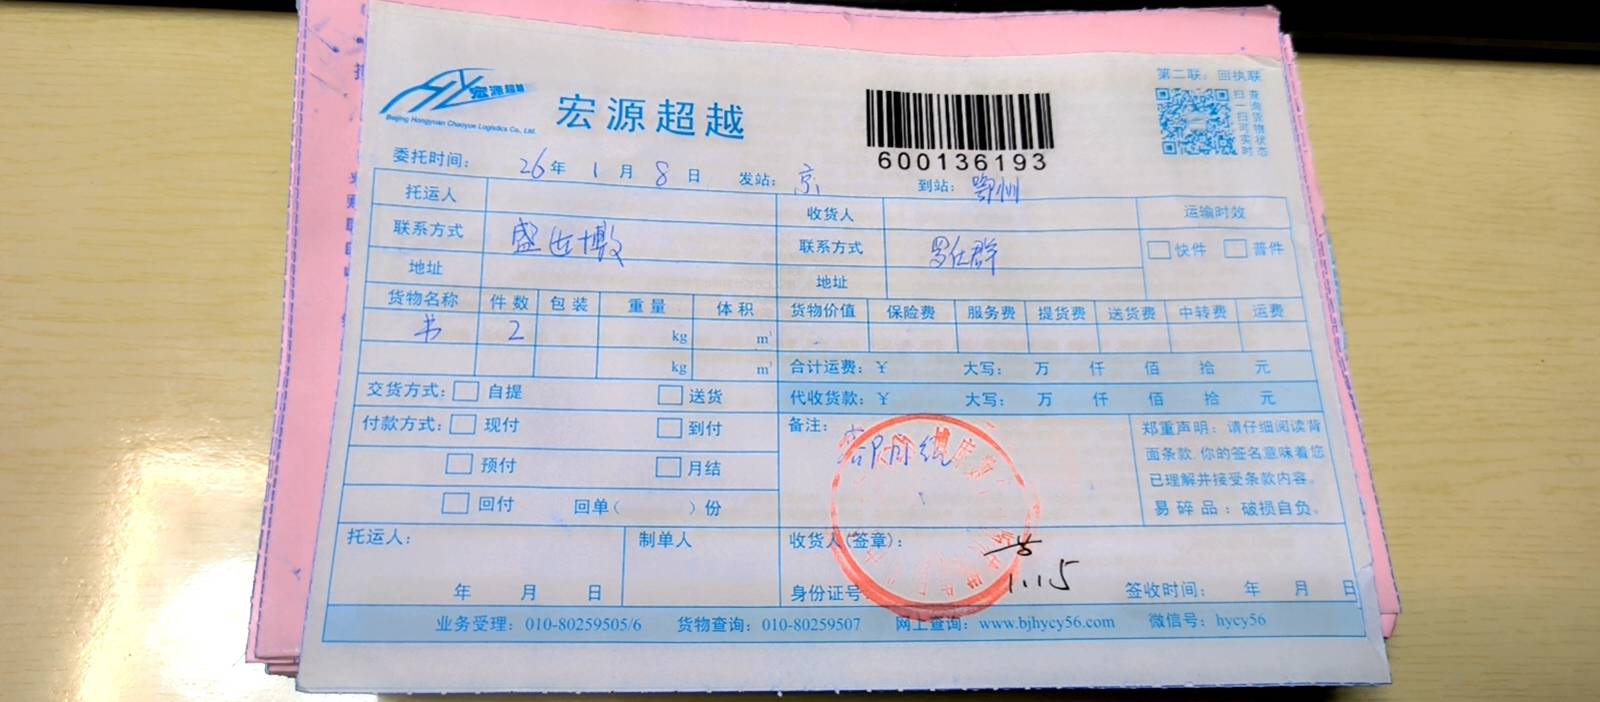 第二联：回执联
宏源超越
Beijing Hongyuan Chaoyue Logistics Co., Ltd.
宏源超越
600136193
扫一扫可实时查询货物状态
委托时间： 26年 1月 8日 发站：京 到站：鄂州
托运人 收货人 运输时效
联系方式 盛世博 联系方式 罗仕群 快件 普件
地址 地址
货物名称 件数 包装 重量 体积 货物价值 保险费 服务费 提货费 送货费 中转费 运费
书 2 kg m³
kg m³ 合计运费：¥ 大写： 万 仟 佰 拾 元
交货方式： 自提 送货 代收货款：¥ 大写： 万 仟 佰 拾 元
付款方式： 现付 到付 备注： 郑重声明：请仔细阅读背
预付 月结 面条款，你的签名意味着您
已理解并接受条款内容。
回付 回单（ ）份 易碎品：破损自负。
托运人： 制单人 收货人(签章)：
1.15
年 月 日 身份证号 签收时间： 年 月 日
业务受理：010-80259505/6 货物查询：010-80259507 网上查询：www.bjhycy56.com 微信号：hycy56